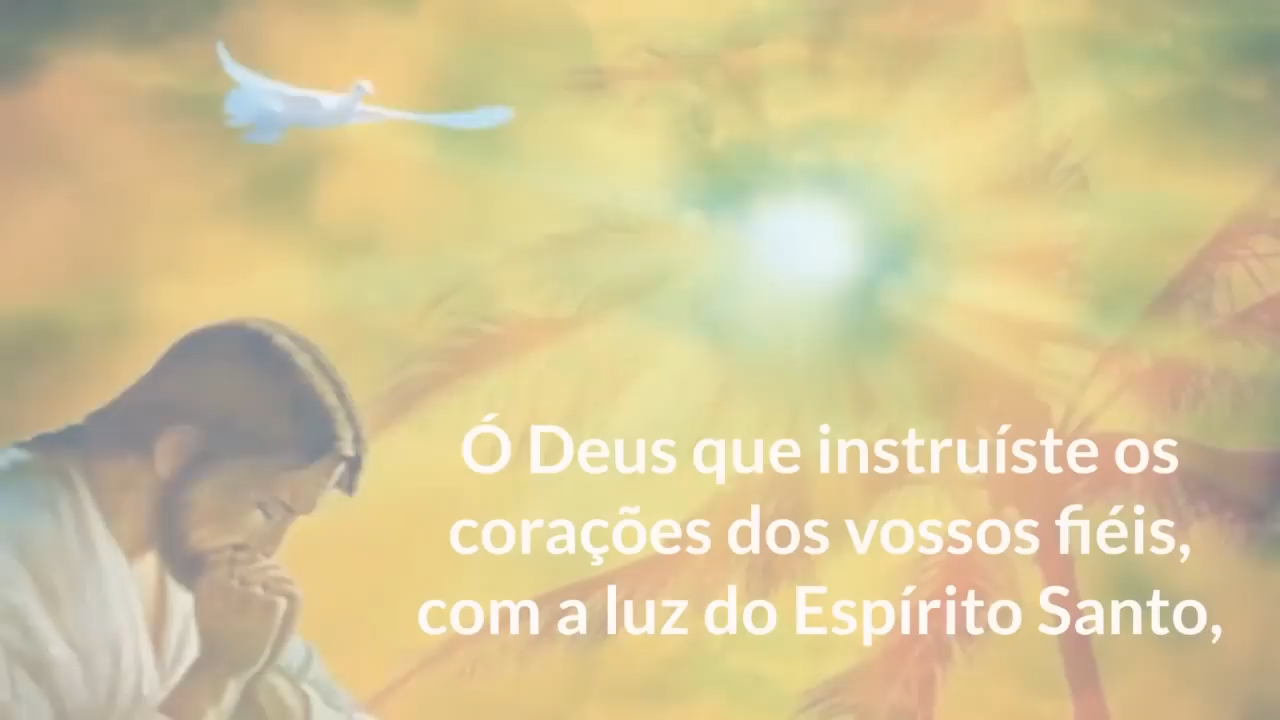 Ó Deus que instruíste os
corações dos vossos fiéis,
com a luz do Espírito Santo,